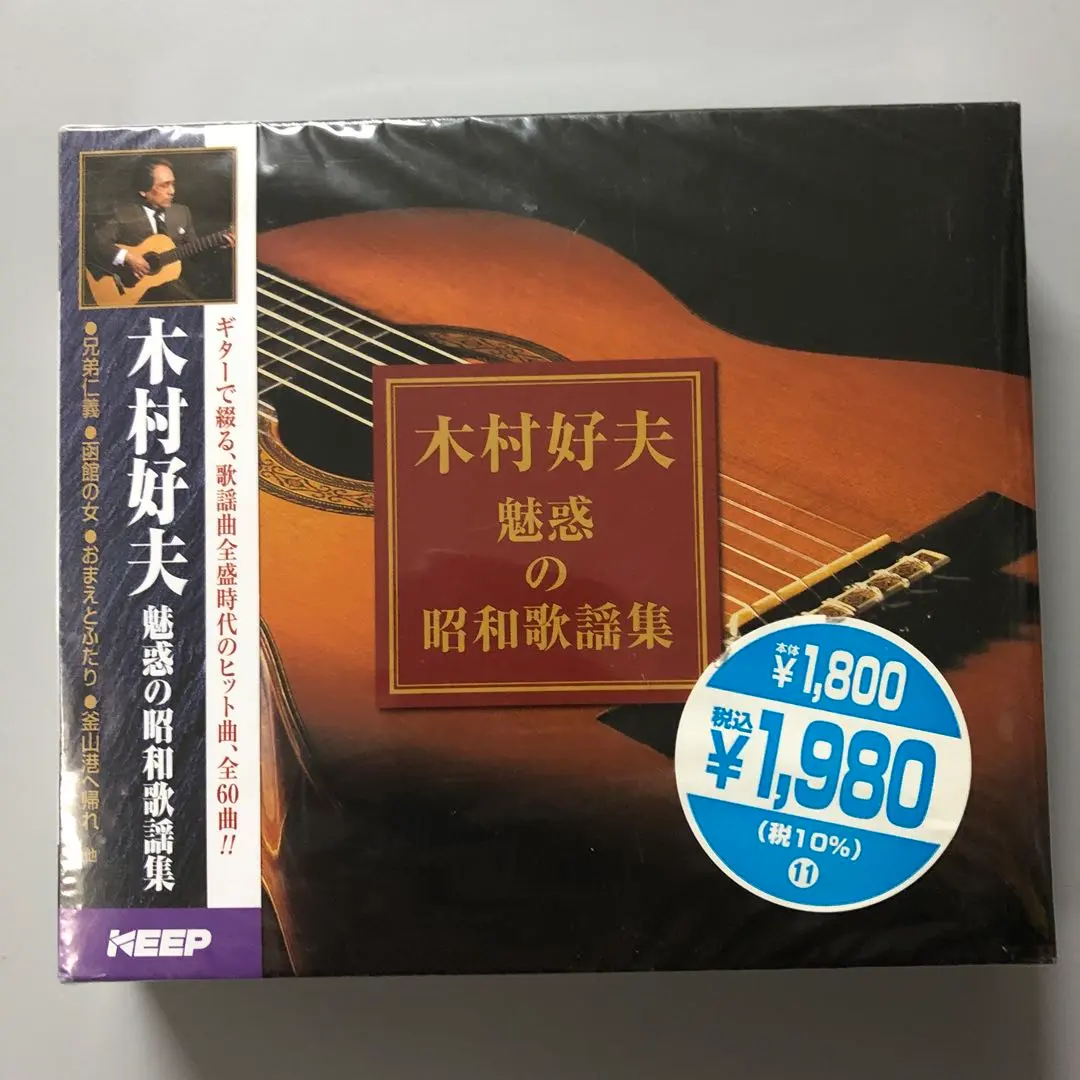 木村好夫
魅惑の昭和歌謡集
ギターで綴る、歌謡曲全盛時代のヒット曲、全60曲!!
●兄弟仁義 ●函館の女 ●おまえとふたり ●釜山港へ帰れ 他
KEEP
木村好夫
魅惑
の
昭和歌謡集
本体
¥1,800
税込
¥1,980
(税10%)
⑪